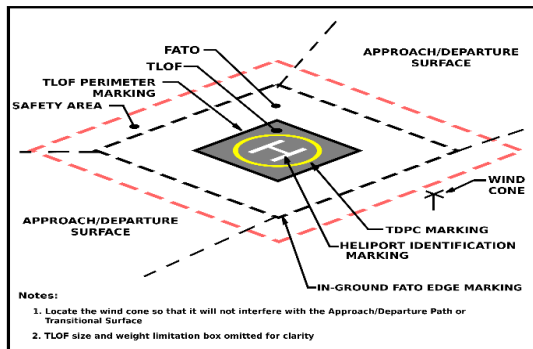 FATO
TLOF
TLOF PERIMETER
MARKING
SAFETY AREA
APPROACH/DEPARTURE
SURFACE
H
WIND
CONE
APPROACH/DEPARTURE
SURFACE
TDPC MARKING
HELIPORT IDENTIFICATION
MARKING
IN-GROUND FATO EDGE MARKING
Notes:
1. Locate the wind cone so that it will not interfere with the Approach/Departure Path or
Transitional Surface
2. TLOF size and weight limitation box omitted for clarity